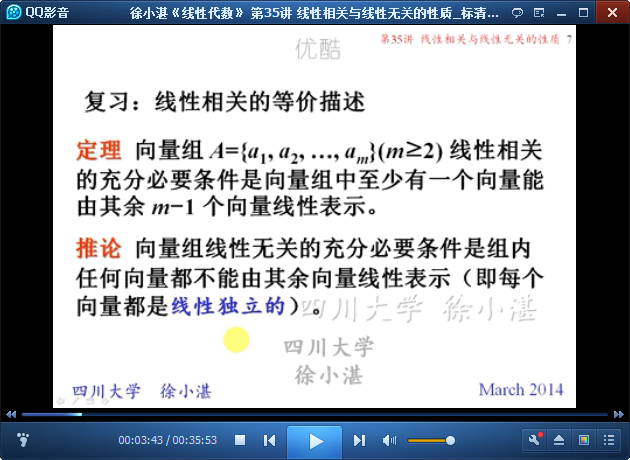 QQ影音
徐小湛《线性代数》 第35讲 线性相关与线性无关的性质_标清...
优酷
第35讲 线性相关与线性无关的性质 7
复习：线性相关的等价描述
定理 向量组 A={a1, a2, …, am}(m≥2) 线性相关
的充分必要条件是向量组中至少有一个向量能
由其余 m−1 个向量线性表示。
推论 向量组线性无关的充分必要条件是组内
任何向量都不能由其余向量线性表示（即每个
向量都是线性独立的）。
四川大学 徐小湛
四川大学
徐小湛
四川大学 徐小湛
March 2014
00:03:43 / 00:35:53